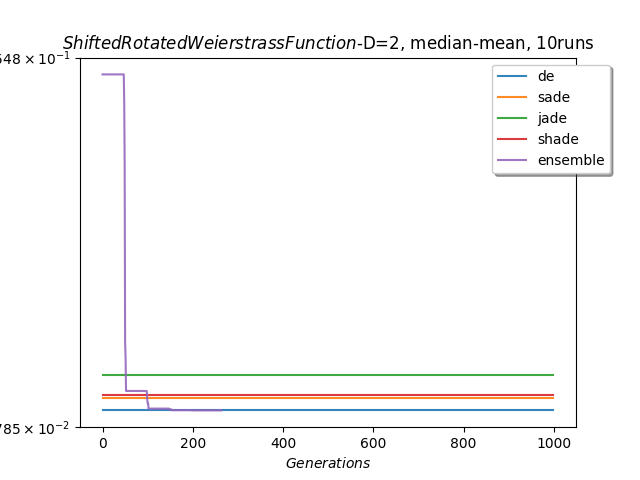 ShiftedRotatedWeierstrassFunction-D=2, median-mean, 10runs
548 × 10⁻¹
785 × 10⁻²
de
sade
jade
shade
ensemble
0 200 400 600 800 1000
Generations